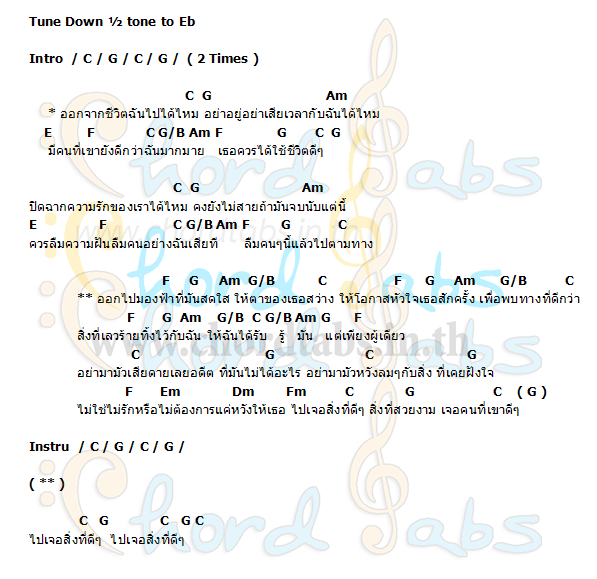 Tune Down ½ tone to Eb
Intro / C / G / C / G / ( 2 Times )
C G Am
* ออกจากชีวิตฉันไปได้ไหม อย่าอยู่อย่าเสียเวลากับฉันได้ไหม
E F C G/B Am F G C G
มีคนที่เขายังดีกว่าฉันมากมาย เธอควรได้ใช้ชีวิตดีๆ
C G Am
ปิดฉากความรักของเราได้ไหม คงยังไม่สายถ้ามันจบนับแต่นี้
E F C G/B Am F G C
ควรลืมความฝันลืมคนอย่างฉันเสียที ลืมคนๆนี้แล้วไปตามทาง
F G Am G/B C F G Am G/B C
** ออกไปมองฟ้าที่มันสดใส ให้ตาของเธอสว่าง ให้โอกาสหัวใจเธอสักครั้ง เพื่อพบทางที่ดีกว่า
F G Am G/B C G/B Am G F
สิ่งที่เลวร้ายทิ้งไว้กับฉัน ให้ฉันได้รับ รู้ มัน แต่เพียงผู้เดียว
C G C G
อย่ามามัวเสียดายเลยอดีต ที่มันไม่ได้อะไร อย่ามามัวหวังลมๆกับสิ่ง ที่เคยฝังใจ
F Em Dm Fm C G C ( G )
ไม่ใช่ไม่รักหรือไม่ต้องการแค่หวังให้เธอ ไปเจอสิ่งที่ดีๆ สิ่งที่สวยงาม เจอคนที่เขาดีๆ
Instru / C / G / C / G /
( ** )
C G C G C
ไปเจอสิ่งที่ดีๆ ไปเจอสิ่งที่ดีๆ
www.chordtabs.in.th
Chord Tabs